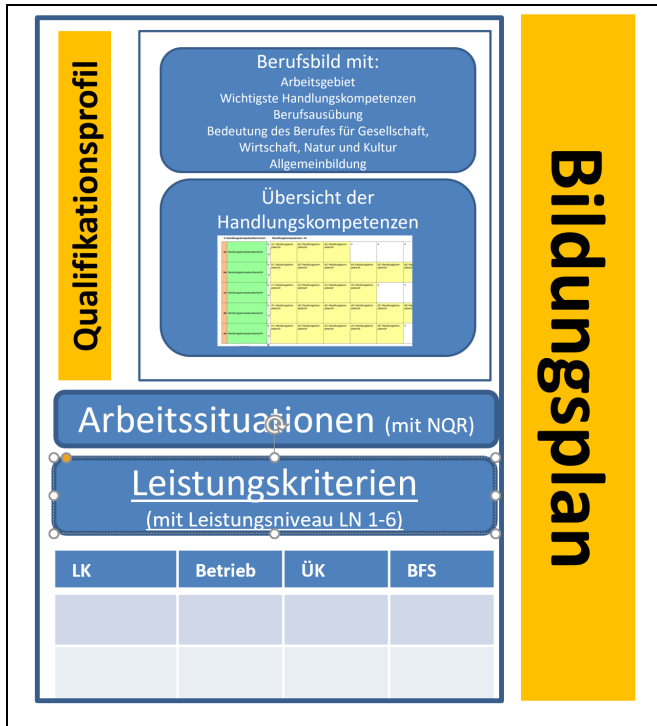 Qualifikationsprofil
Berufsbild mit:
Arbeitsgebiet
Wichtigste Handlungskompetenzen
Berufsausübung
Bedeutung des Berufes für Gesellschaft,
Wirtschaft, Natur und Kultur
Allgemeinbildung
Übersicht der
Handlungskompetenzen
Arbeitssituationen (mit NQR)
Leistungskriterien
(mit Leistungsniveau LN 1-6)
LK Betrieb ÜK BFS
Bildungsplan